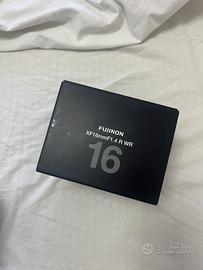 FUJINON
XF16mmF1.4 R WR
16
subito